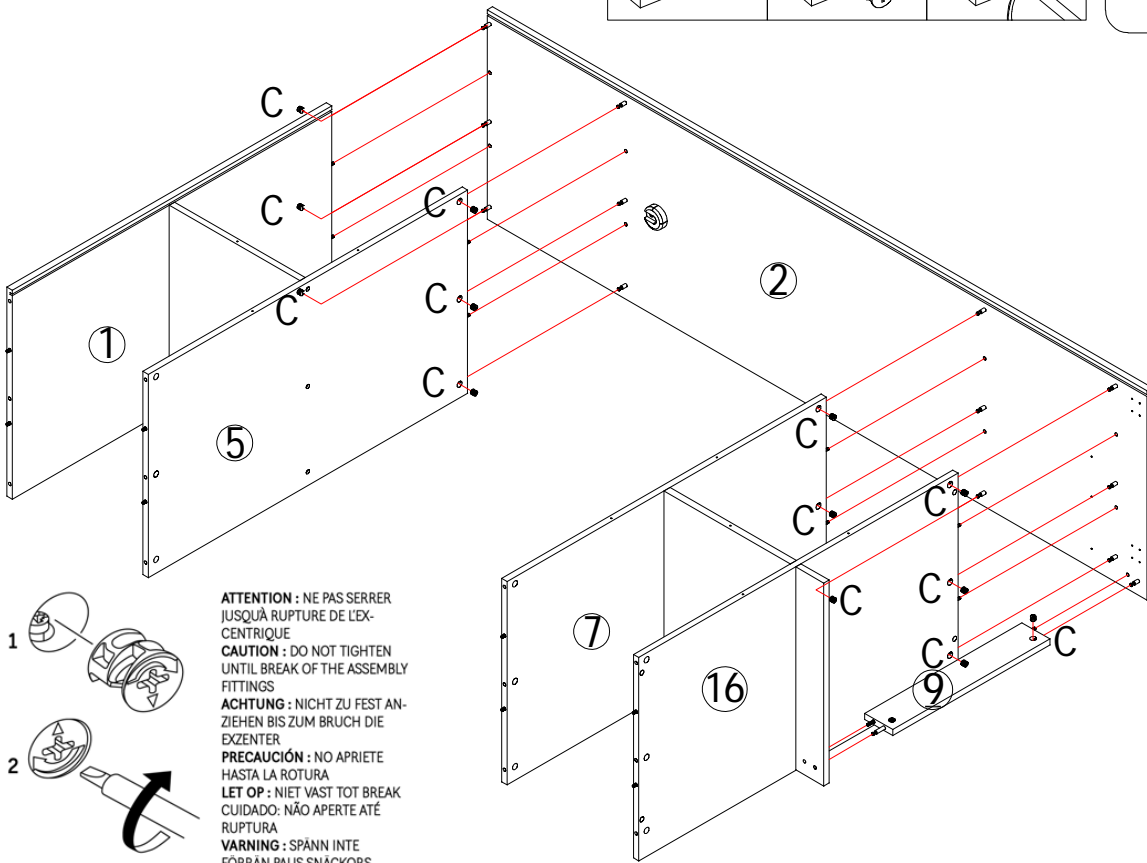 C
C
C
C
C
C
2
1
5
C
C
C
C
C
C
C
7
16
9
1
2
ATTENTION : NE PAS SERRER
JUSQU'À RUPTURE DE L'EX-
CENTRIQUE
CAUTION : DO NOT TIGHTEN
UNTIL BREAK OF THE ASSEMBLY
FITTINGS
ACHTUNG : NICHT ZU FEST AN-
ZIEHEN BIS ZUM BRUCH DIE
EXZENTER
PRECAUCIÓN : NO APRIETE
HASTA LA ROTURA
LET OP : NIET VAST TOT BREAK
CUIDADO: NÃO APERTE ATÉ
RUPTURA
VARNING : SPÄNN INTE